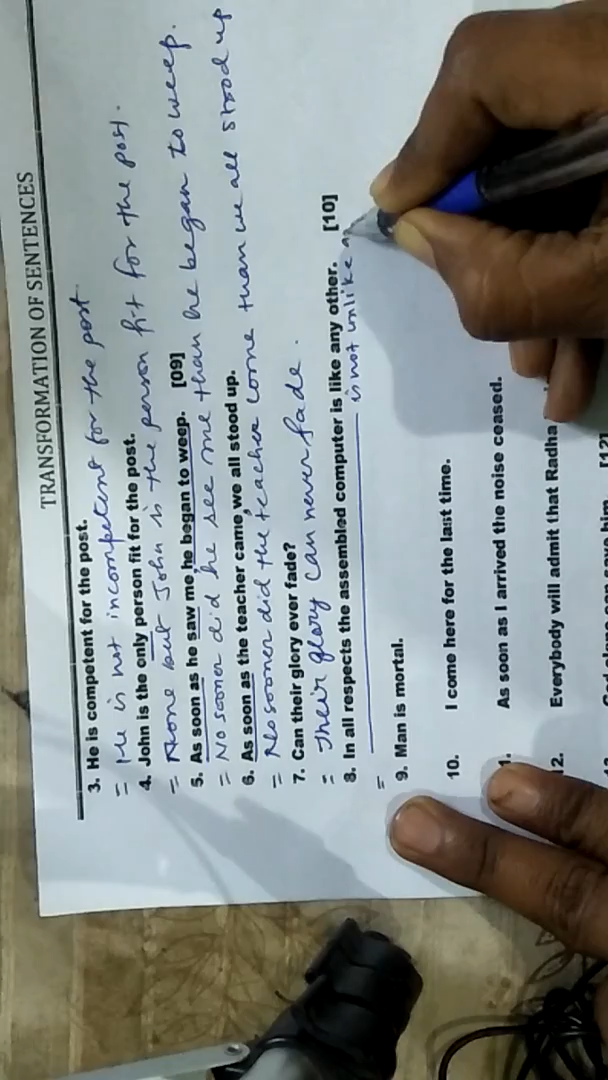 TRANSFORMATION OF SENTENCES
3. He is competent for the post.
= He is not incompetent for the post.
4. John is the only person fit for the post.
= None but John is the person fit for the post.
5. As soon as he saw me, he began to weep. [09]
= No sooner did he see me than he began to weep.
6. As soon as the teacher came, we all stood up.
= No sooner did the teacher come than we all stood up
7. Can their glory ever fade?
= Their glory can never fade.
8. In all respects the assembled computer is like any other. [10]
= is not unlike
9. Man is mortal.
10. I come here for the last time.
1. As soon as I arrived the noise ceased.
12. Everybody will admit that Radha
[12]